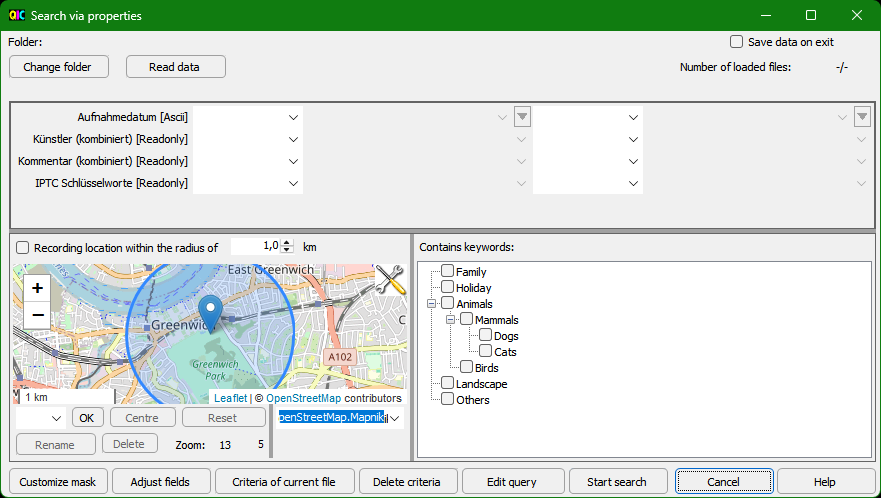 QIC Search via properties
Folder:
Save data on exit
Change folder
Read data
Number of loaded files: -/-
Aufnahmedatum [Ascii]
Künstler (kombiniert) [Readonly]
Kommentar (kombiniert) [Readonly]
IPTC Schlüsselworte [Readonly]
Recording location within the radius of 1,0 km
Contains keywords:
+
−
East Greenwich
Greenwich
Greenwich
Park
A102
1 km
Leaflet | © OpenStreetMap contributors
OK
Centre
Reset
penStreetMap.Mapnik
Rename
Delete
Zoom: 13 5
Family
Holiday
Animals
Mammals
Dogs
Cats
Birds
Landscape
Others
Customize mask
Adjust fields
Criteria of current file
Delete criteria
Edit query
Start search
Cancel
Help